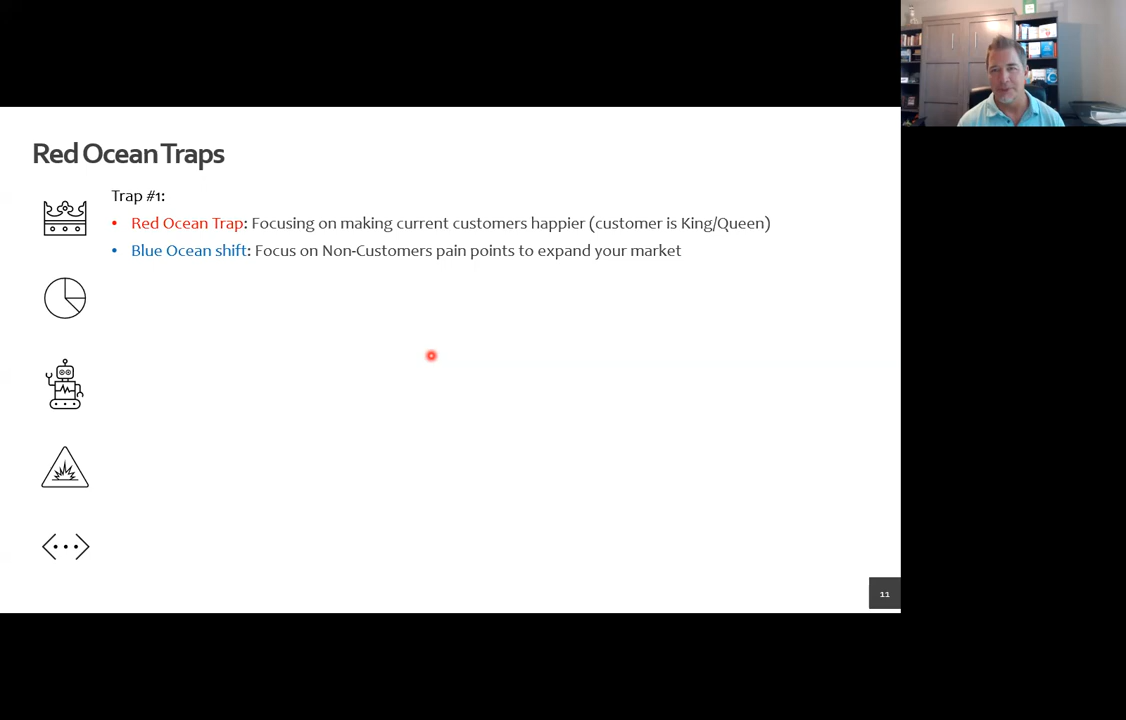 Red Ocean Traps
Trap #1:
• Red Ocean Trap: Focusing on making current customers happier (customer is King/Queen)
• Blue Ocean shift: Focus on Non-Customers pain points to expand your market
11